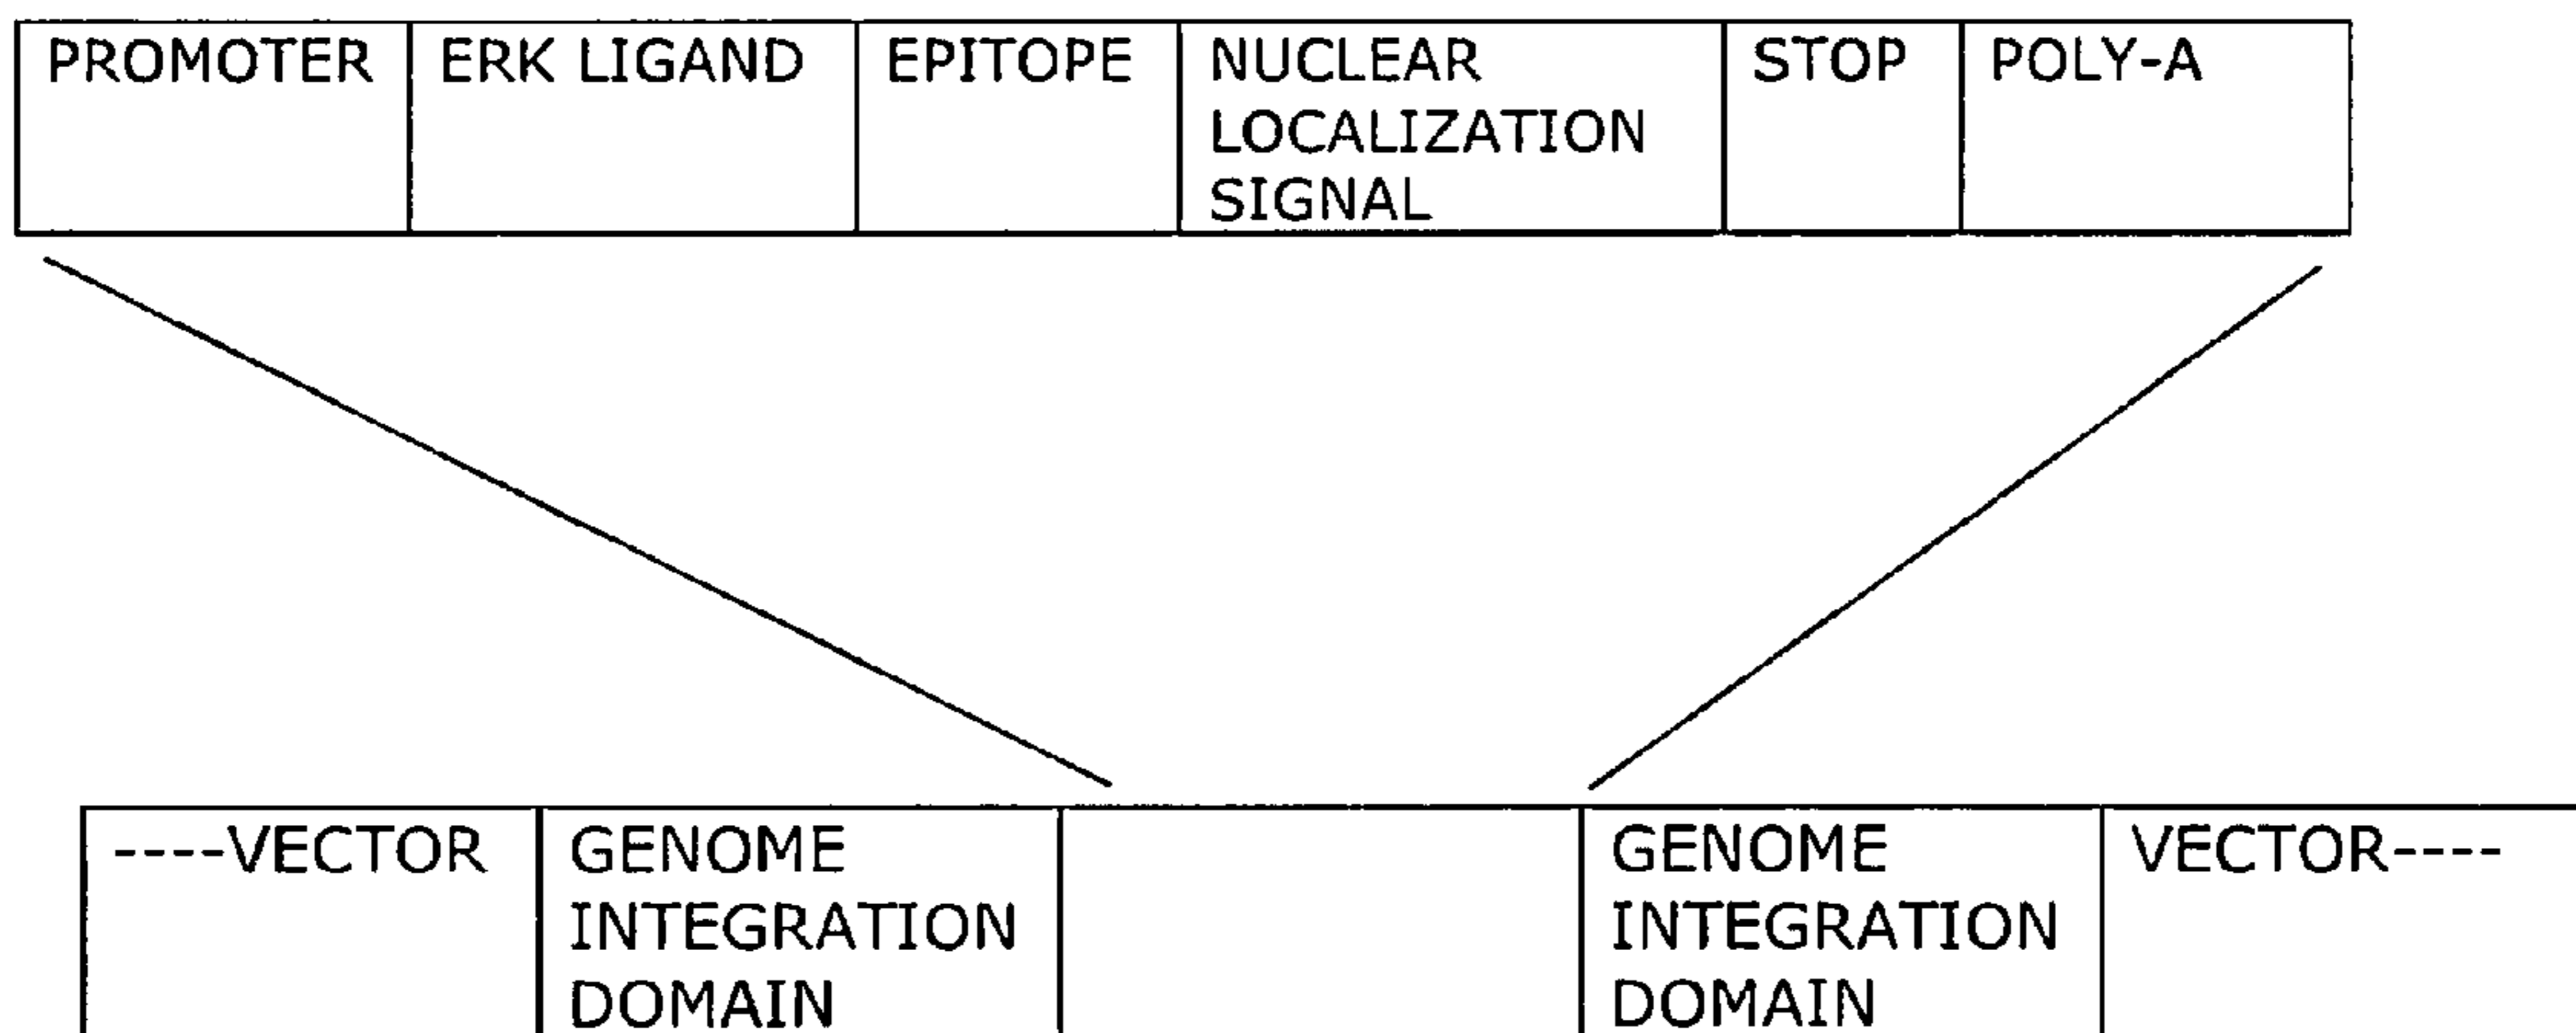 PROMOTER
ERK LIGAND
EPITOPE
NUCLEAR
LOCALIZATION
SIGNAL
STOP
POLY-A
----VECTOR
GENOME
INTEGRATION
DOMAIN
GENOME
INTEGRATION
DOMAIN
VECTOR----